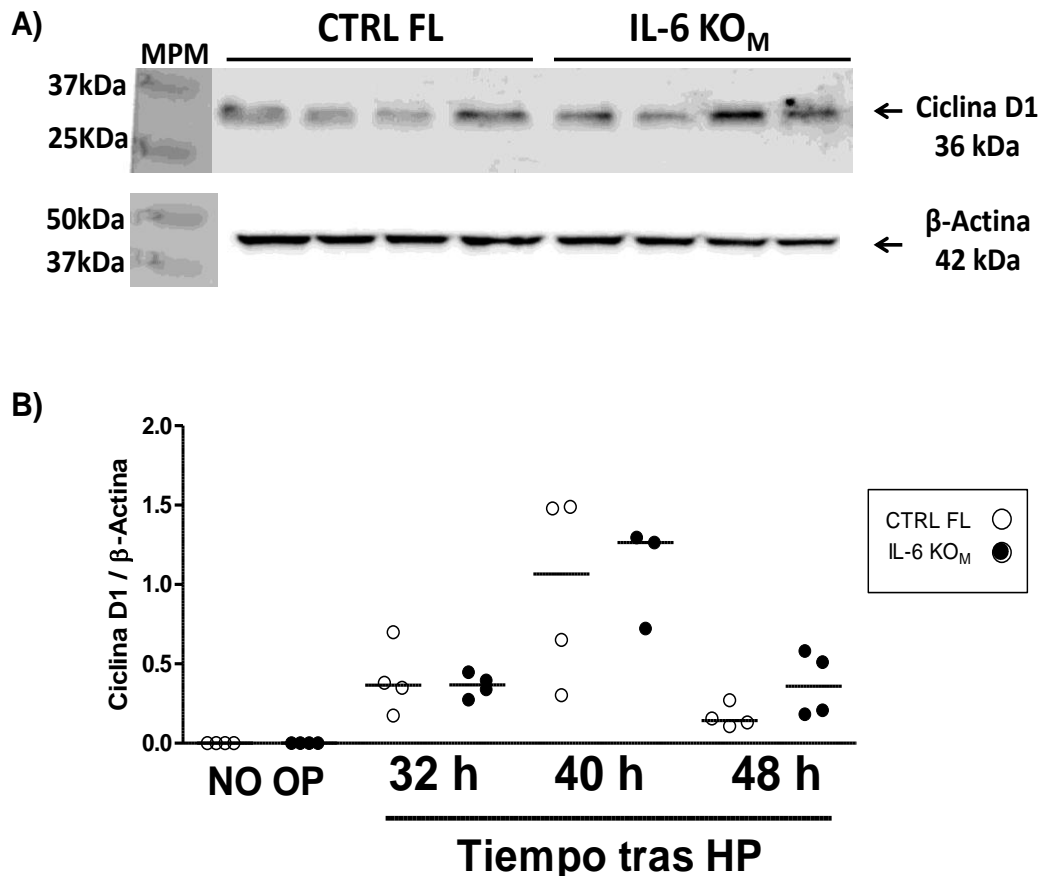 A)
CTRL FL
IL-6 KOM
MPM
37kDa
25KDa
Ciclina D1
36 kDa
50kDa
37kDa
β-Actina
42 kDa
B)
Ciclina D1 / β-Actina
2.0
1.5
1.0
0.5
0.0
NO OP
32 h
40 h
48 h
Tiempo tras HP
CTRL FL
IL-6 KOM